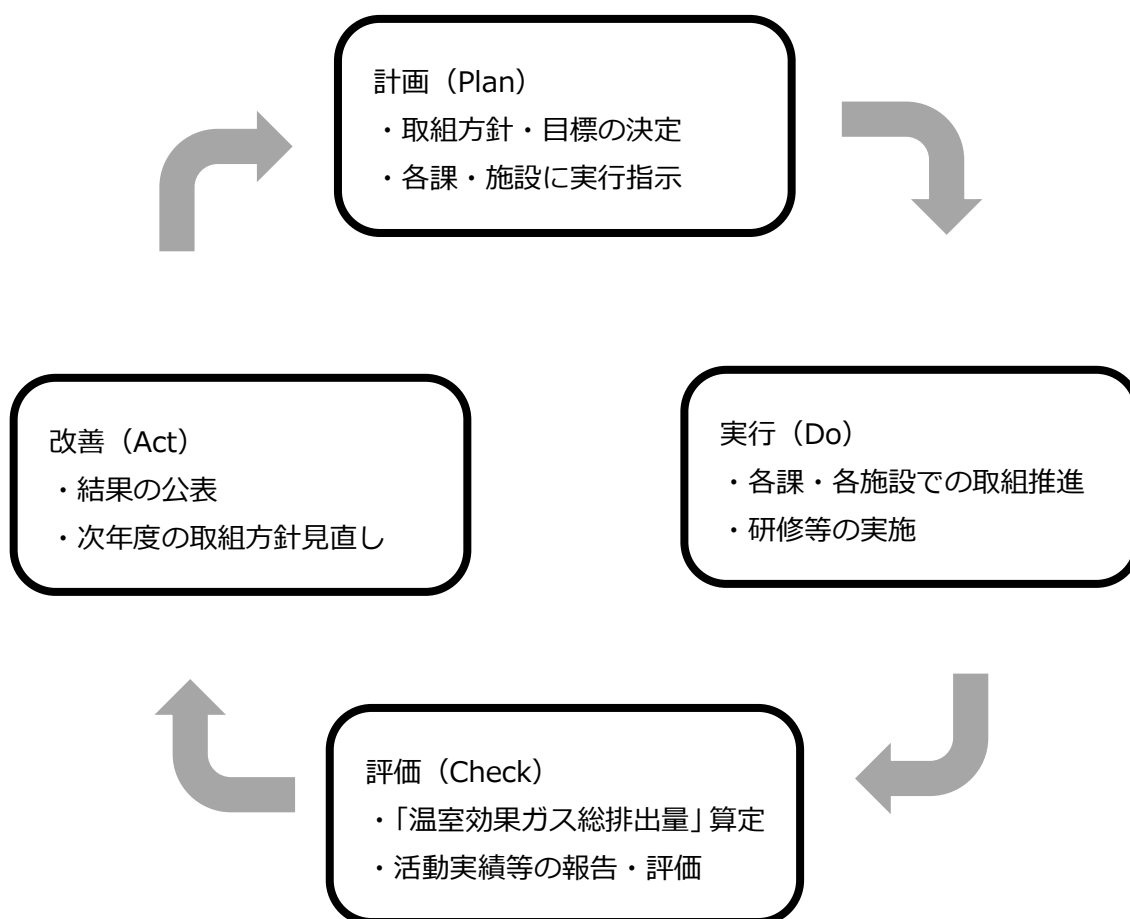 計画（Plan）
・取組方針・目標の決定
・各課・施設に実行指示
実行（Do）
・各課・各施設での取組推進
・研修等の実施
評価（Check）
・「温室効果ガス総排出量」算定
・活動実績等の報告・評価
改善（Act）
・結果の公表
・次年度の取組方針見直し